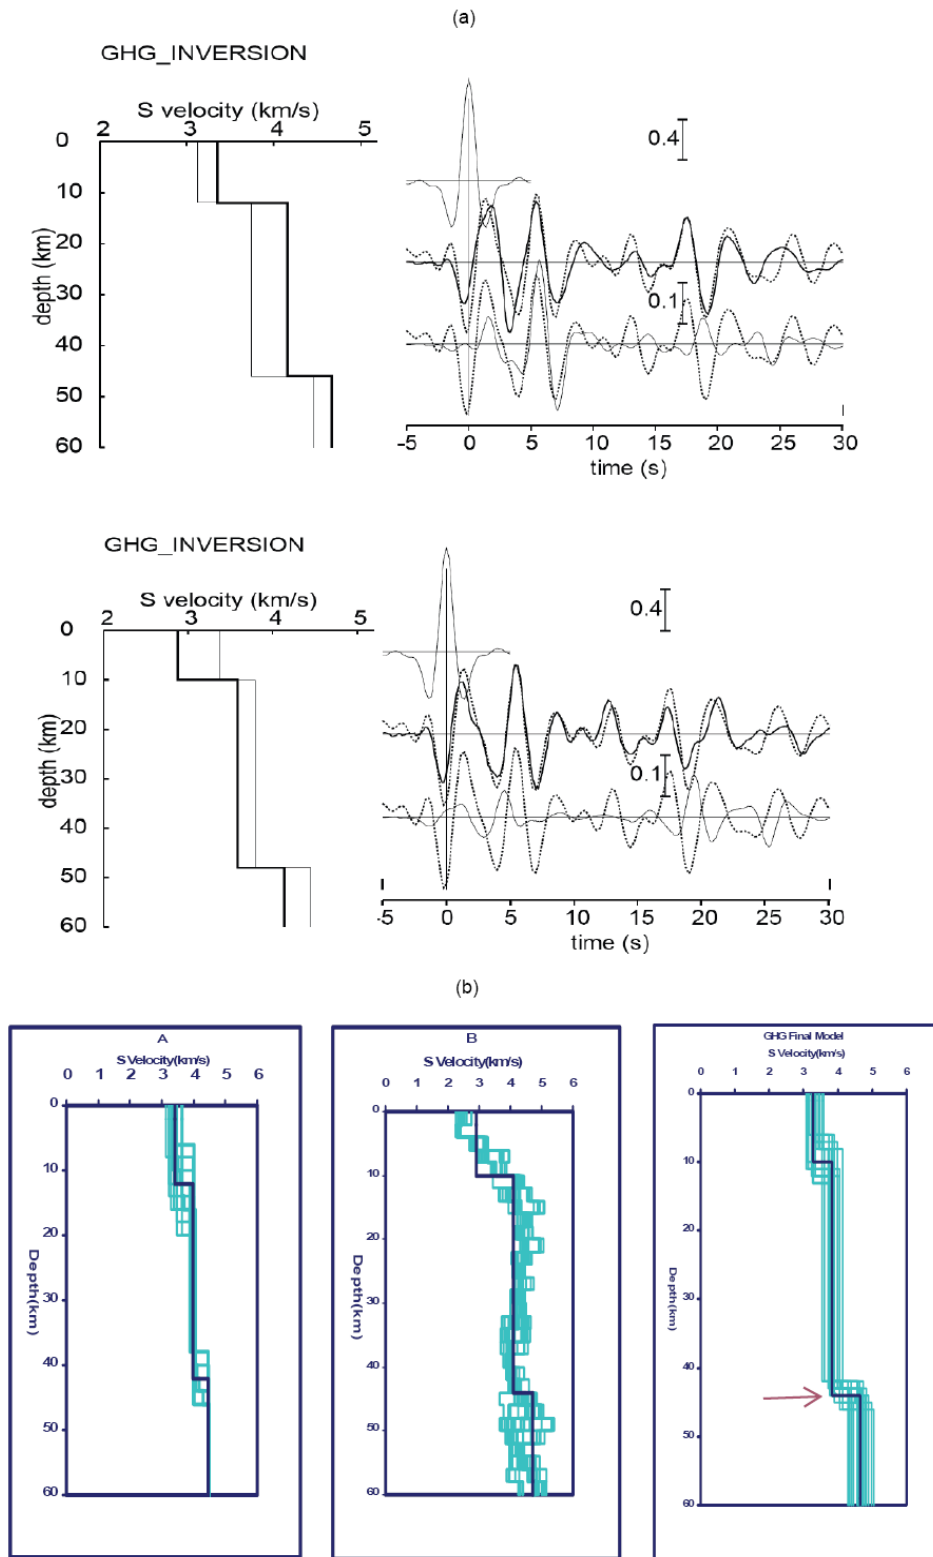 (a)
GHG_INVERSION
S velocity (km/s)
2 3 4 5
0
10
20
30
40
50
60
depth (km)
0.4
0.1
-5 0 5 10 15 20 25 30
time (s)
GHG_INVERSION
S velocity (km/s)
2 3 4 5
0
10
20
30
40
50
60
depth (km)
0.4
0.1
-5 0 5 10 15 20 25 30
time (s)
(b)
A
S Velocity(km/s)
0 1 2 3 4 5 6
0
10
20
30
40
50
60
Depth(km)
B
S Velocity(km/s)
0 1 2 3 4 5 6
0
10
20
30
40
50
60
Depth(km)
GHG Final Model
S Velocity(km/s)
0 1 2 3 4 5 6
0
10
20
30
40
50
60
Depth(km)